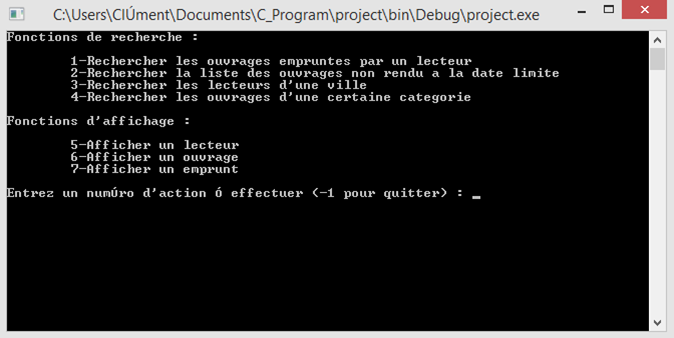 C:\Users\ClÚment\Documents\C_Program\project\bin\Debug\project.exe
Fonctions de recherche :
1-Rechercher les ouvrages empruntes par un lecteur
2-Rechercher la liste des ouvrages non rendu a la date limite
3-Rechercher les lecteurs d'une ville
4-Rechercher les ouvrages d'une certaine categorie
Fonctions d'affichage :
5-Afficher un lecteur
6-Afficher un ouvrage
7-Afficher un emprunt
Entrez un numÚro d'action Ó effectuer (-1 pour quitter) : _